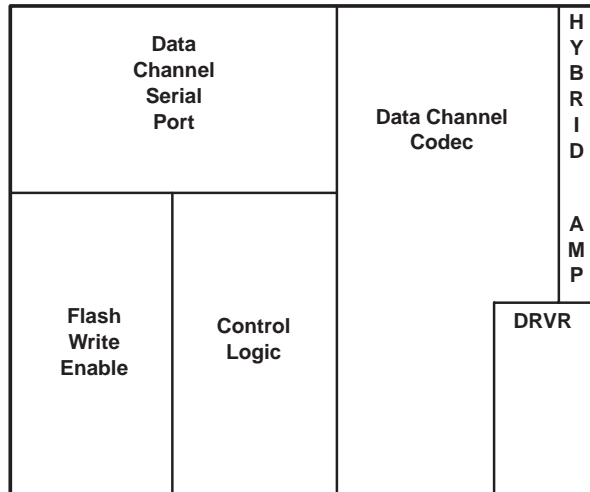 Data
Channel
Serial
Port
Data Channel
Codec
H
Y
B
R
I
D
A
M
P
Flash
Write
Enable
Control
Logic
DRVR